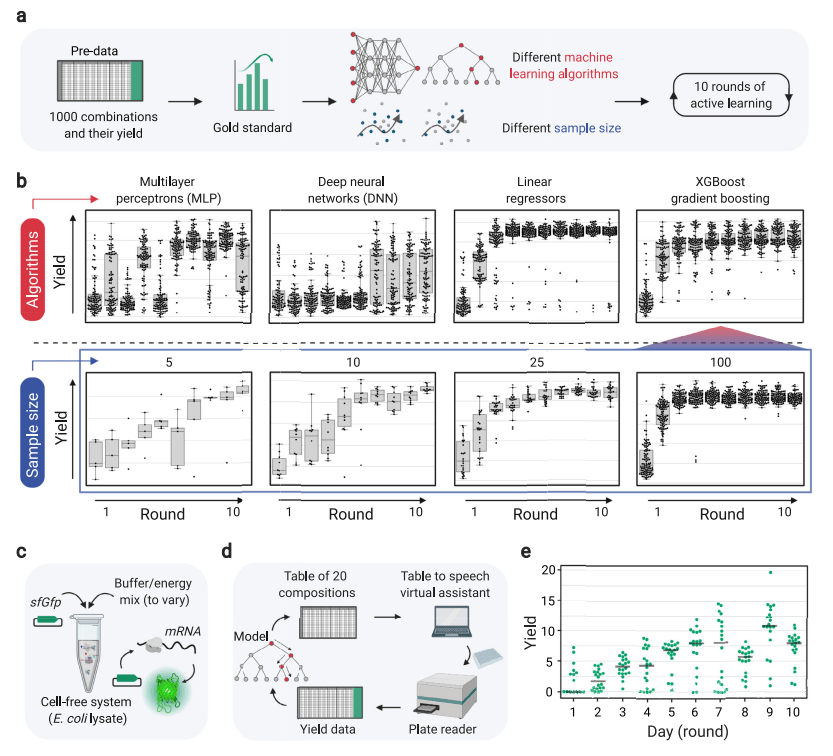 a
Pre-data
1000 combinations
and their yield
Gold standard
Different machine
learning algorithms
Different sample size
10 rounds of
active learning
b
Multilayer
perceptrons (MLP)
Deep neural
networks (DNN)
Linear
regressors
XGBoost
gradient boosting
Algorithms
Yield
5
10
25
100
Sample size
Yield
1 Round 10
1 Round 10
1 Round 10
1 Round 10
c
sfGfp
Buffer/energy
mix (to vary)
mRNA
Cell-free system
(E. coli lysate)
d
Table of 20
compositions
Table to speech
virtual assistant
Model
Yield data
Plate reader
e
Yield
20
15
10
5
0
1 2 3 4 5 6 7 8 9 10
Day (round)